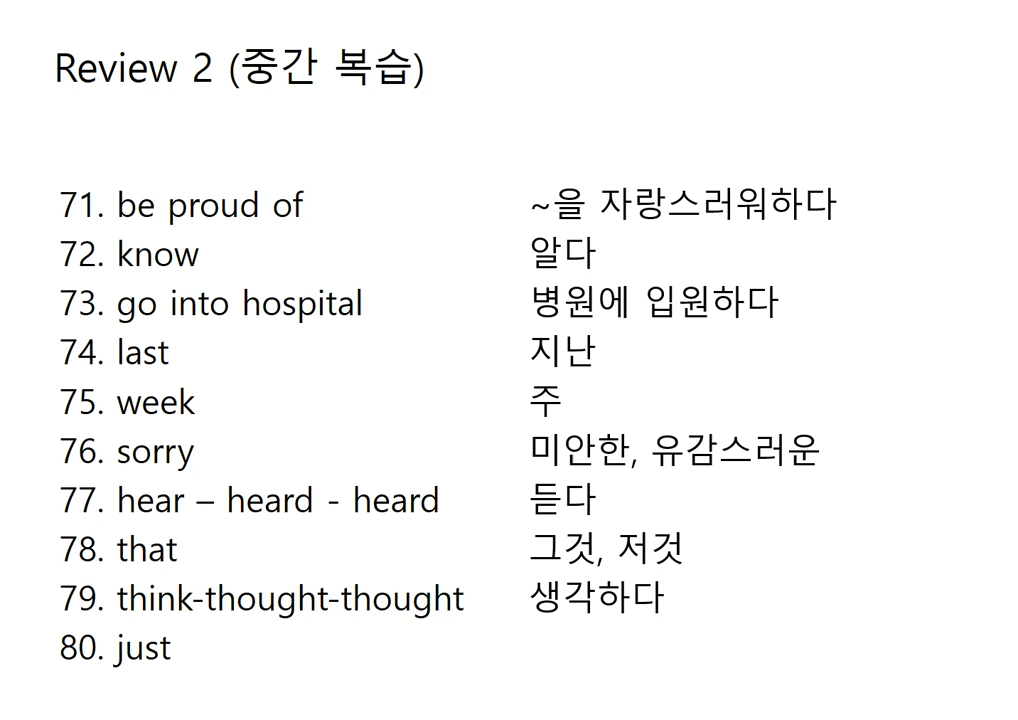 Review 2 (중간 복습)
71. be proud of ~을 자랑스러워하다
72. know 알다
73. go into hospital 병원에 입원하다
74. last 지난
75. week 주
76. sorry 미안한, 유감스러운
77. hear – heard - heard 듣다
78. that 그것, 저것
79. think-thought-thought 생각하다
80. just